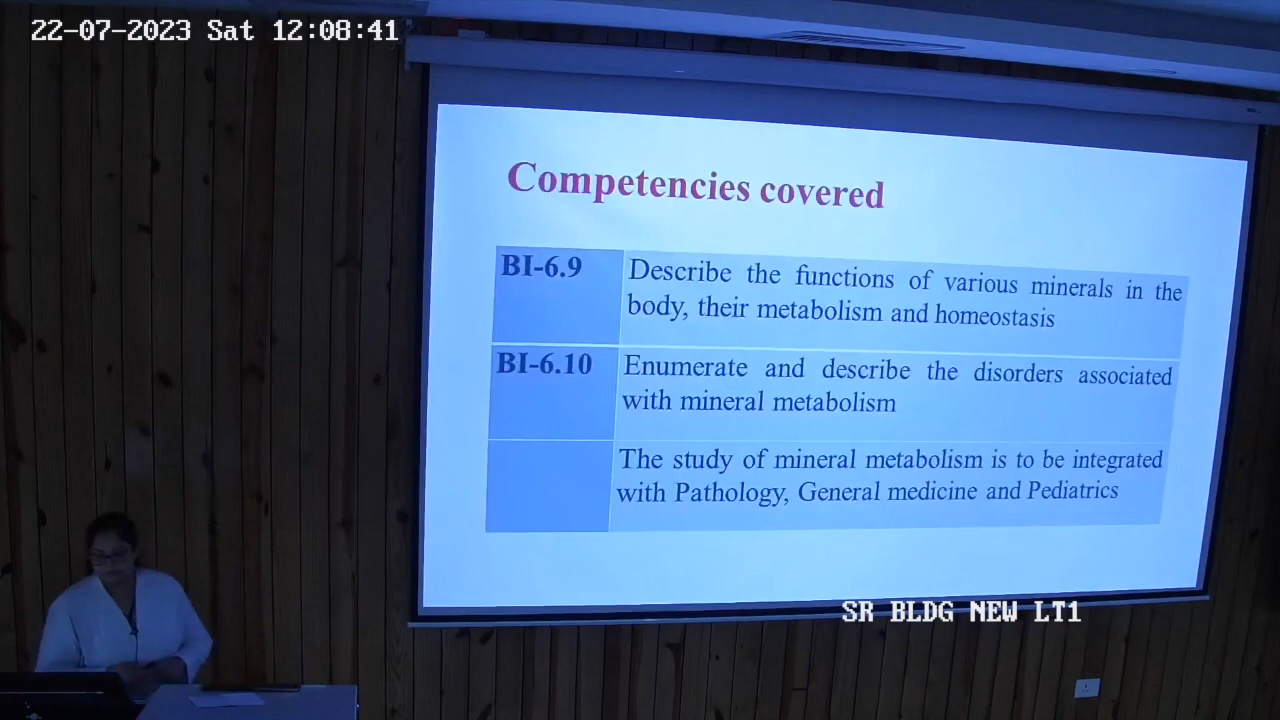 22-07-2023 Sat 12:08:41
Competencies covered
BI-6.9
Describe the functions of various minerals in the
body, their metabolism and homeostasis
BI-6.10
Enumerate and describe the disorders associated
with mineral metabolism
The study of mineral metabolism is to be integrated
with Pathology, General medicine and Pediatrics
SR BLDG NEW LT1